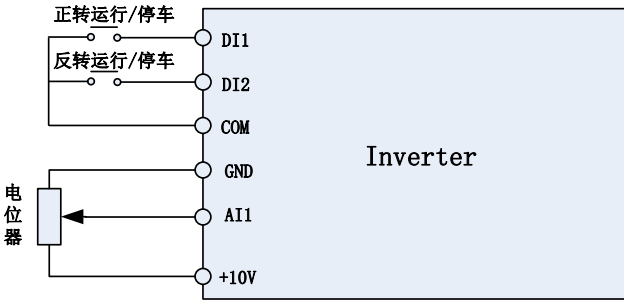 正转运行/停车
DI1
反转运行/停车
DI2
COM
Inverter
GND
电位器
AI1
+10V